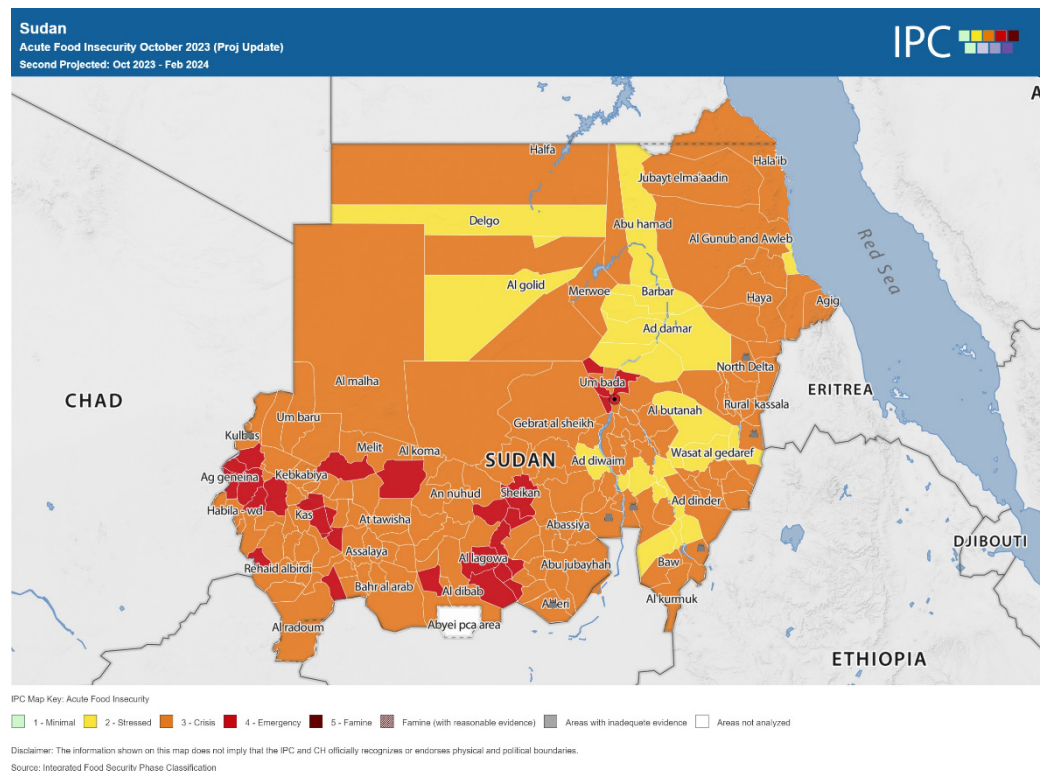 Sudan
Acute Food Insecurity October 2023 (Proj Update)
Second Projected: Oct 2023 - Feb 2024
IPC
A
Halfa
Hala'ib
Jubayt elma'aadin
Delgo
Abu hamad
Al Gunub and Awleb
Red Sea
Al golid
Merwoe
Barbar
Haya
Agig
Ad damar
North Delta
Al malha
Um bada
ERITREA
CHAD
Al butanah
Rural kassala
Um baru
Gebrat al sheikh
Kulbus
Melit
Al koma
SUDAN
Ad diwaim
Wasat al gedaref
Ag geneina
Kebkabiya
An nuhud
Sheikan
Ad dinder
Habila - wd
Kas
At tawisha
Abassiya
DJIBOUTI
Assalaya
Al lagowa
Abu jubayhah
Baw
Rehaid albirdi
Bahr al arab
Al dibab
Al kurmuk
Al radoum
Abyei pca area
ETHIOPIA
IPC Map Key: Acute Food Insecurity
1 - Minimal 2 - Stressed 3 - Crisis 4 - Emergency 5 - Famine Famine (with reasonable evidence) Areas with inadequate evidence Areas not analyzed
Disclaimer: The information shown on this map does not imply that the IPC and CH officially recognizes or endorses physical and political boundaries.
Source: Integrated Food Security Phase Classification